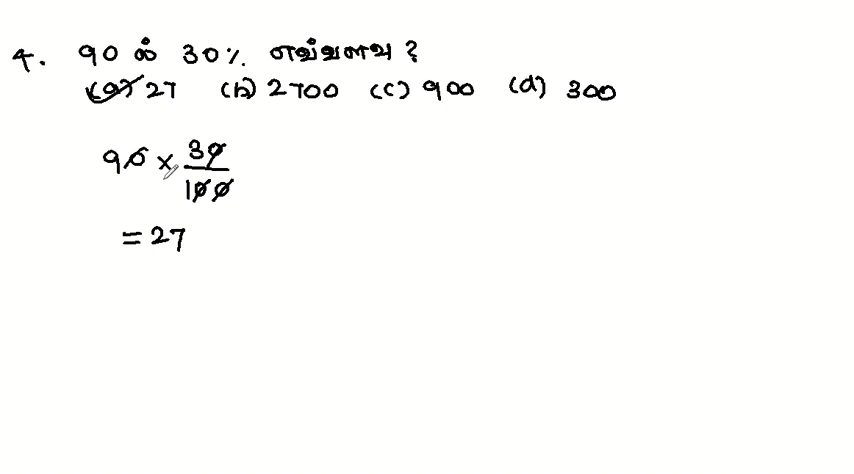 4. 90 ல் 30% எவ்வளவு?
(a) 27 (b) 2700 (c) 900 (d) 300
90 × 30/100
= 27